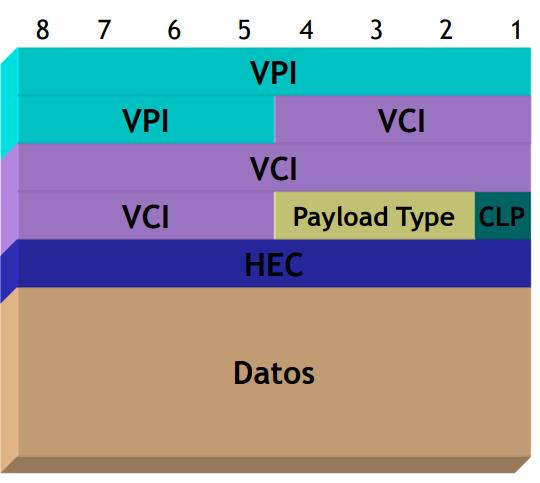 8 7 6 5 4 3 2 1
VPI
VPI VCI
VCI
VCI Payload Type CLP
HEC
Datos